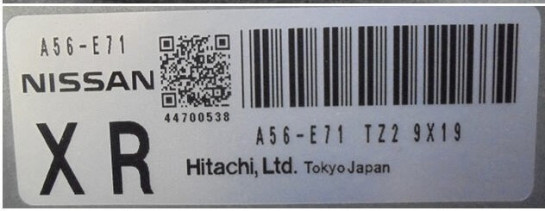 A56-E71
NISSAN
44700538
XR
A56-E71 TZ2 9X19
Hitachi, Ltd. Tokyo Japan